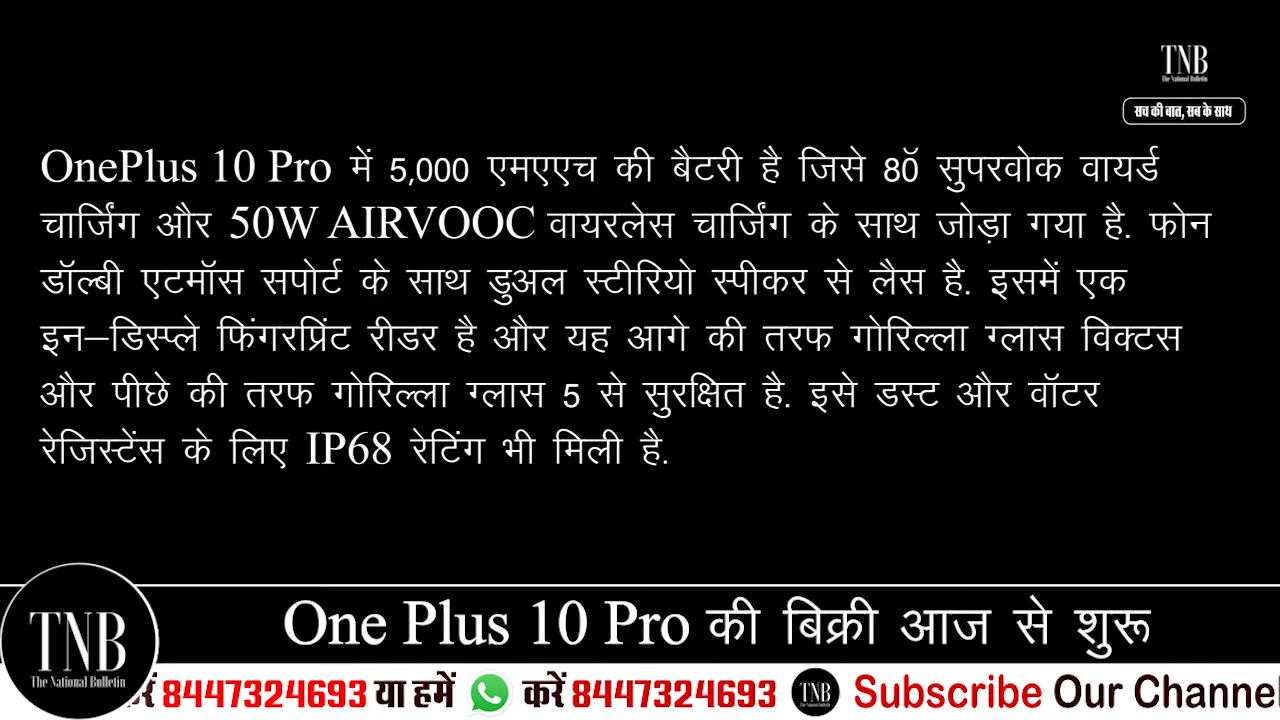 TNB
The National Bulletin
सच की बात, सब के साथ
OnePlus 10 Pro में 5,000 एमएएच की बैटरी है जिसे 80ॅ सुपरवोक वायर्ड
चार्जिंग और 50W AIRVOOC वायरलेस चार्जिंग के साथ जोड़ा गया है. फोन
डॉल्बी एटमॉस सपोर्ट के साथ डुअल स्टीरियो स्पीकर से लैस है. इसमें एक
इन–डिस्प्ले फिंगरप्रिंट रीडर है और यह आगे की तरफ गोरिल्ला ग्लास विक्टस
और पीछे की तरफ गोरिल्ला ग्लास 5 से सुरक्षित है. इसे डस्ट और वॉटर
रेजिस्टेंस के लिए IP68 रेटिंग भी मिली है.
One Plus 10 Pro की बिक्री आज से शुरू
TNB
The National Bulletin
8447324693 या हमें करें 8447324693 TNB Subscribe Our Channel